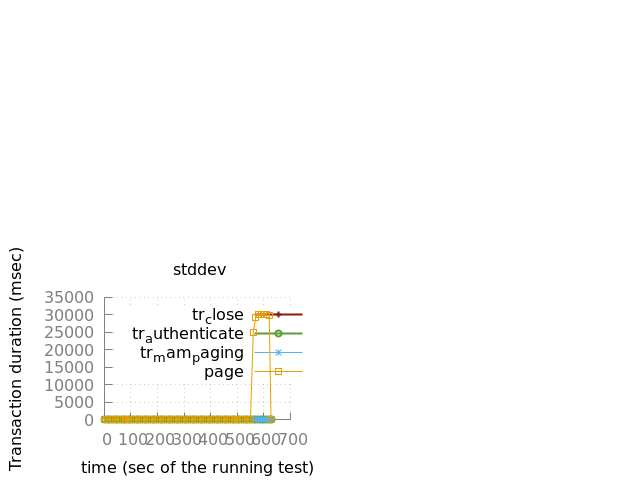 stddev
Transaction duration (msec)
35000
30000
25000
20000
15000
10000
5000
0
tr_close
tr_authenticate
tr_mam_paging
page
0 100 200 300 400 500 600 700
time (sec of the running test)